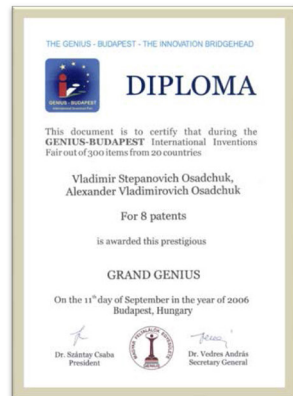 THE GENIUS - BUDAPEST - THE INNOVATION BRIDGEHEAD
GENIUS - BUDAPEST
DIPLOMA
This document is to certify that during the
GENIUS-BUDAPEST International Inventions
Fair out of 300 items from 20 countries
Vladimir Stepanovich Osadchuk,
Alexander Vladimirovich Osadchuk
For 8 patents
is awarded this prestigious
GRAND GENIUS
On the 11th day of September in the year of 2006
Budapest, Hungary
Dr. Szántay Csaba
President
Dr. Vedres András
Secretary General